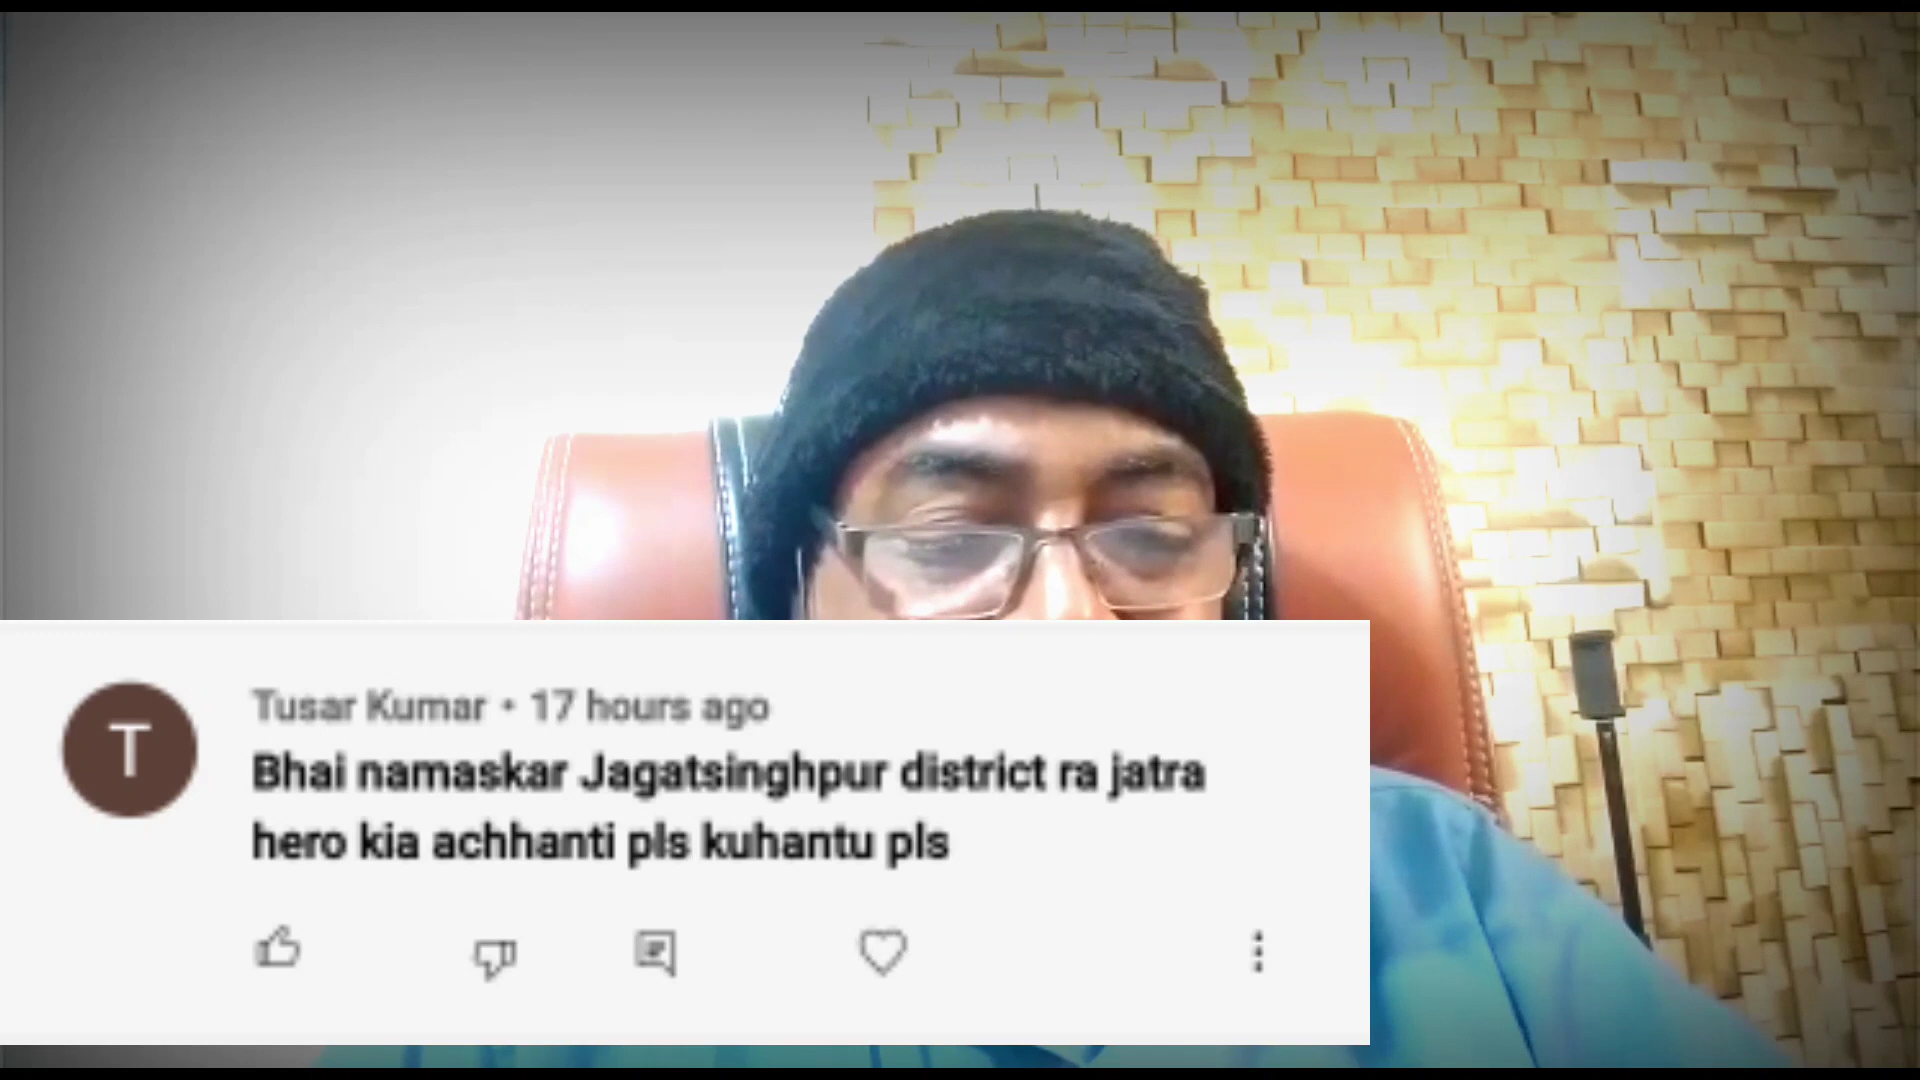 T
Tusar Kumar • 17 hours ago
Bhai namaskar Jagatsinghpur district ra jatra
hero kia achhanti pls kuhantu pls